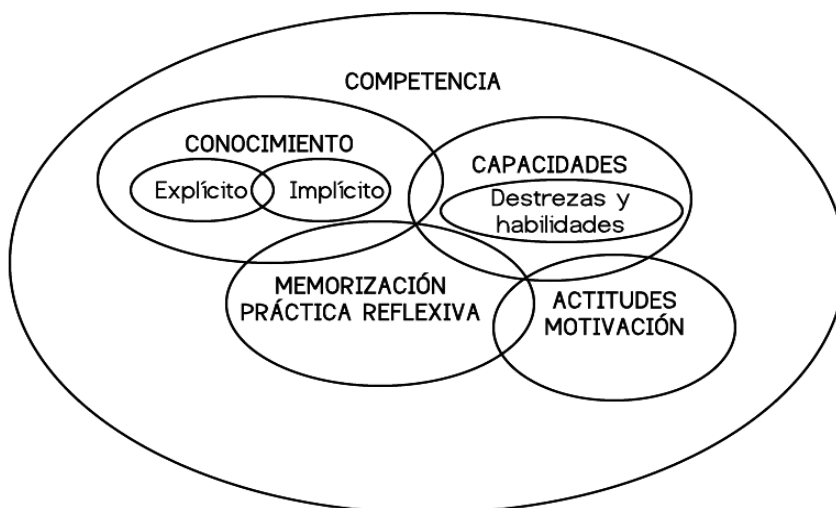 COMPETENCIA
CONOCIMIENTO
Explícito
Implícito
CAPACIDADES
Destrezas y
habilidades
MEMORIZACIÓN
PRÁCTICA REFLEXIVA
ACTITUDES
MOTIVACIÓN